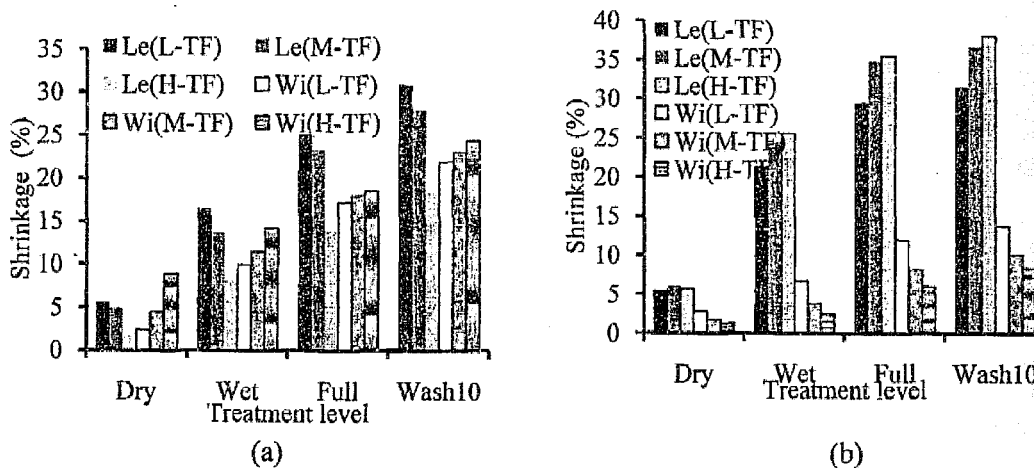 Shrinkage (%)
35
30
25
20
15
10
5
0
Le(L-TF)
Le(M-TF)
Le(H-TF)
Wi(L-TF)
Wi(M-TF)
Wi(H-TF)
Dry
Wet
Full
Wash10
Treatment level
(a)
Shrinkage (%)
40
35
30
25
20
15
10
5
0
Le(L-TF)
Le(M-TF)
Le(H-TF)
Wi(L-TF)
Wi(M-TF)
Wi(H-TF)
Dry
Wet
Full
Wash10
Treatment level
(b)